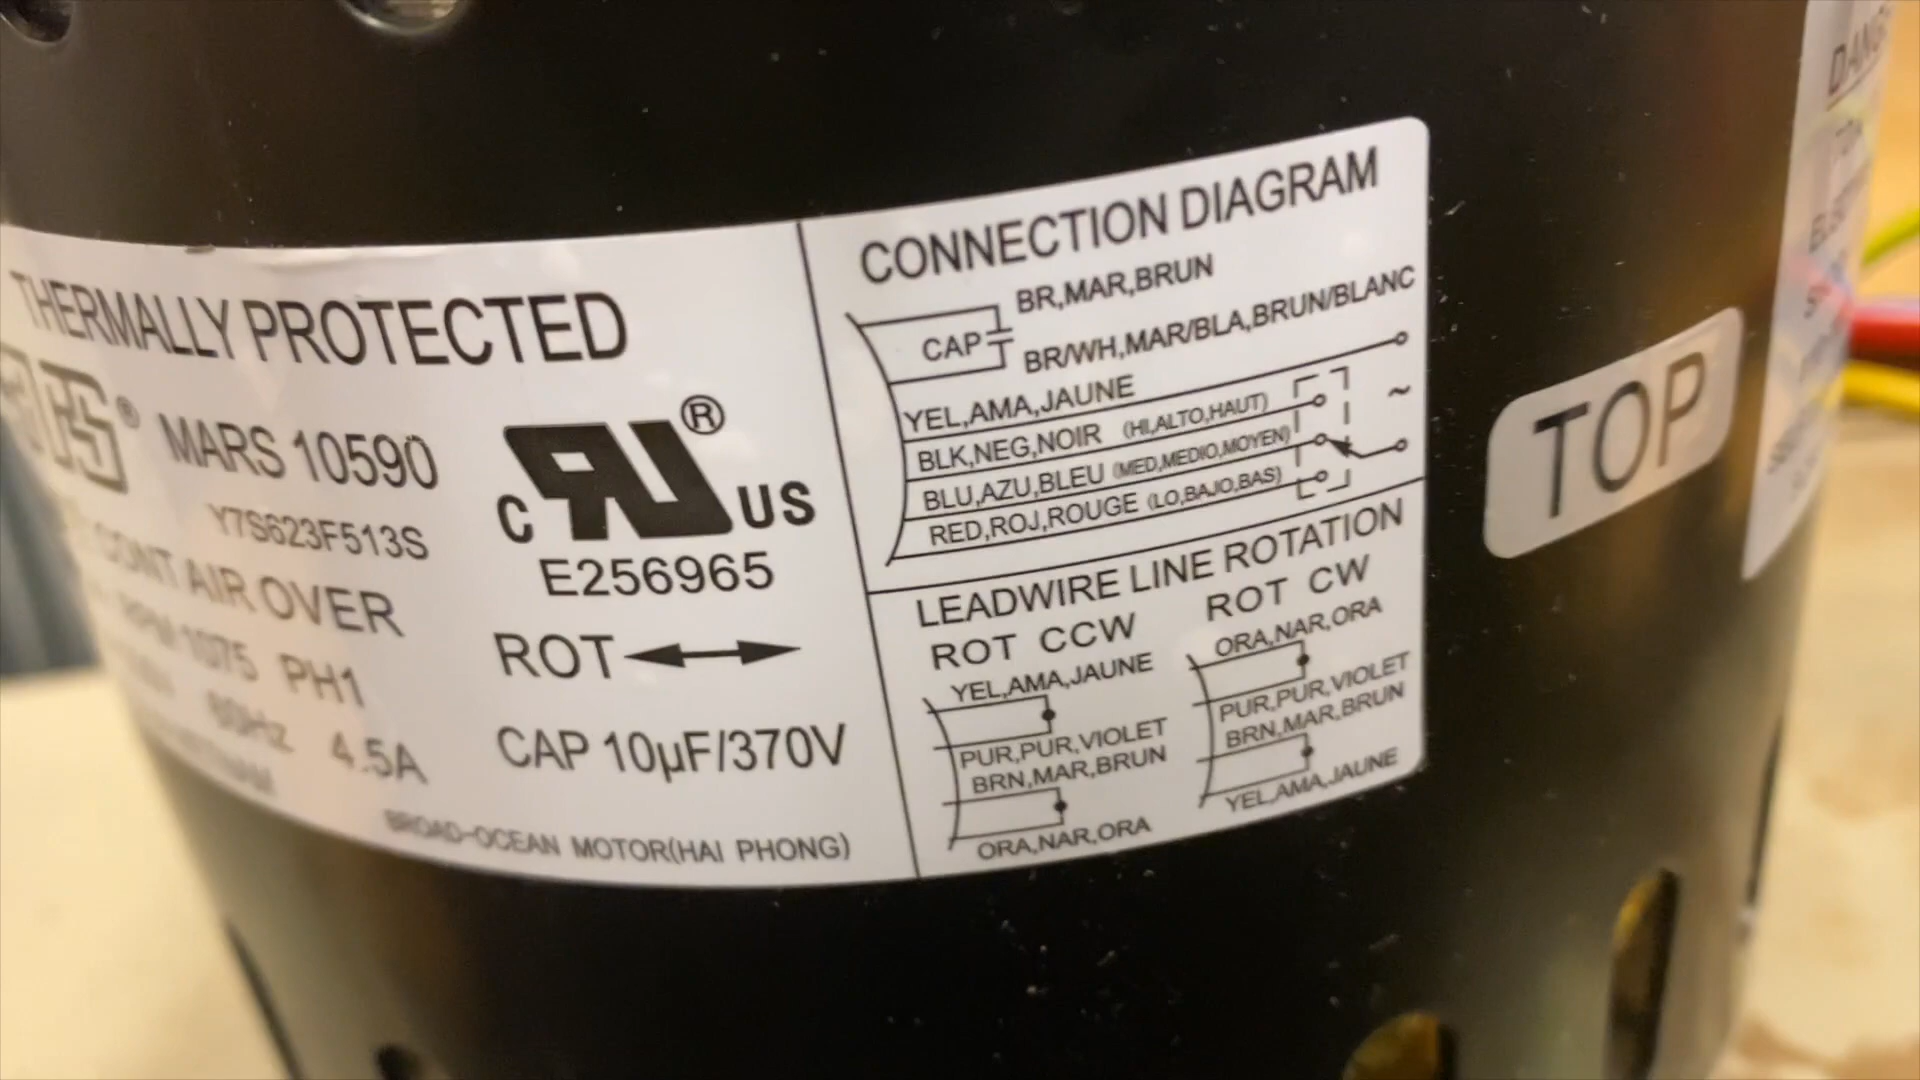 THERMALLY PROTECTED
® MARS 10590
Y7S623F513S
CONT AIR OVER
RPM 1075 PH1
60Hz 4.5A
®
C US
E256965
ROT
CAP 10µF/370V
BROAD-OCEAN MOTOR(HAI PHONG)
CONNECTION DIAGRAM
BR,MAR,BRUN
CAP
BR/WH,MAR/BLA,BRUN/BLANC
YEL,AMA,JAUNE
BLK,NEG,NOIR (HI,ALTO,HAUT)
BLU,AZU,BLEU (MED,MEDIO,MOYEN)
RED,ROJ,ROUGE (LO,BAJO,BAS)
~
LEADWIRE LINE ROTATION
ROT CCW
YEL,AMA,JAUNE
PUR,PUR,VIOLET
BRN,MAR,BRUN
ORA,NAR,ORA
ROT CW
ORA,NAR,ORA
PUR,PUR,VIOLET
BRN,MAR,BRUN
YEL,AMA,JAUNE
TOP